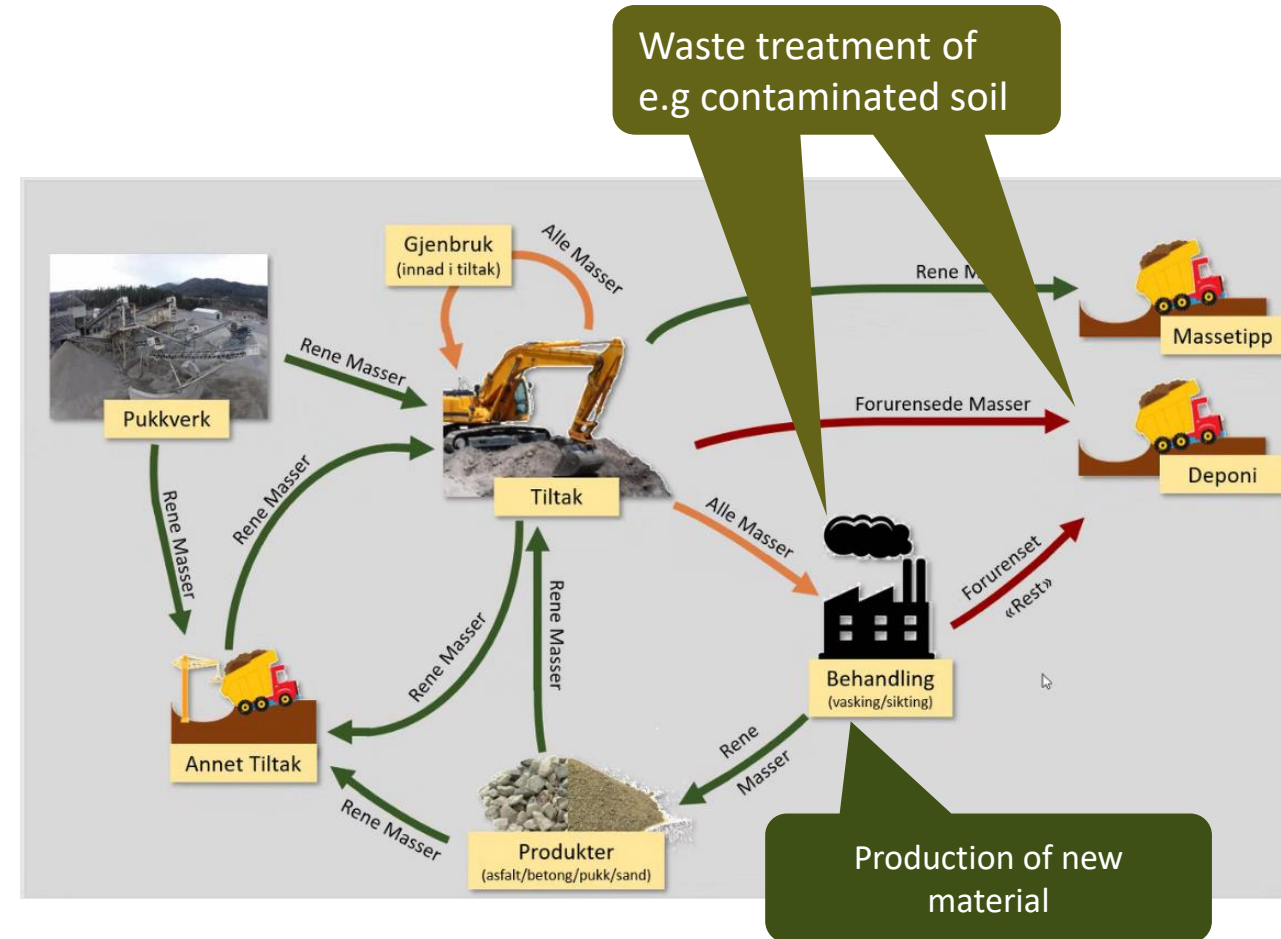 Waste treatment of
e.g contaminated soil
Gjenbruk
(innad i tiltak)
Alle Masser
Rene M
Massetipp
Rene Masser
Pukkverk
Forurensede Masser
Deponi
Tiltak
Rene Masser
Rene Masser
Alle Masser
Forurenset
«Rest»
Rene Masser
Rene Masser
Behandling
(vasking/sikting)
Annet Tiltak
Rene
Masser
Rene Masser
Produkter
(asfalt/betong/pukk/sand)
Production of new
material